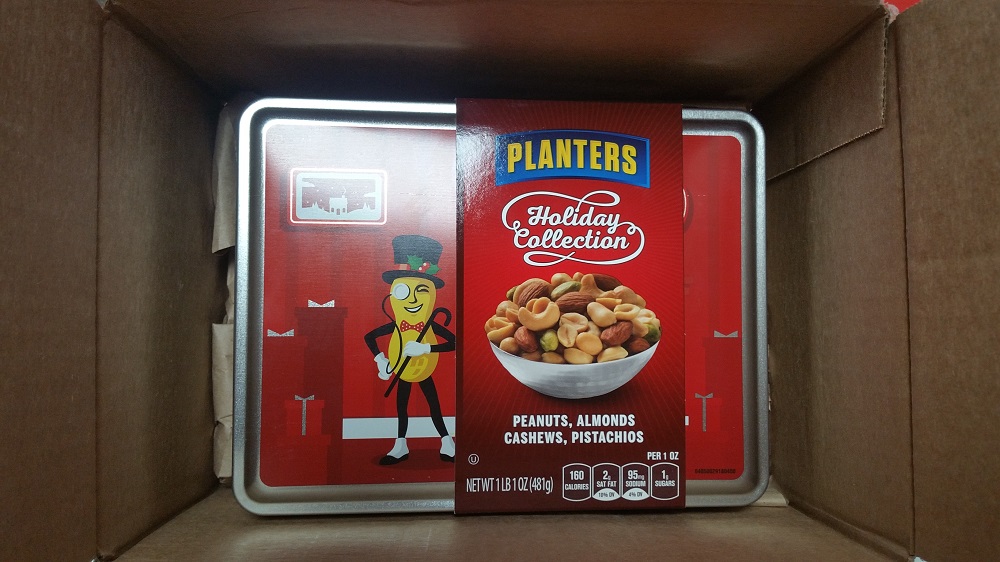 PLANTERS
Holiday
Collection
PEANUTS, ALMONDS
CASHEWS, PISTACHIOS
U
PER 1 OZ
NET WT 1 LB 1 OZ (481g)
160
CALORIES
2g
SAT FAT
10% DV
95mg
SODIUM
4% DV
1g
SUGARS